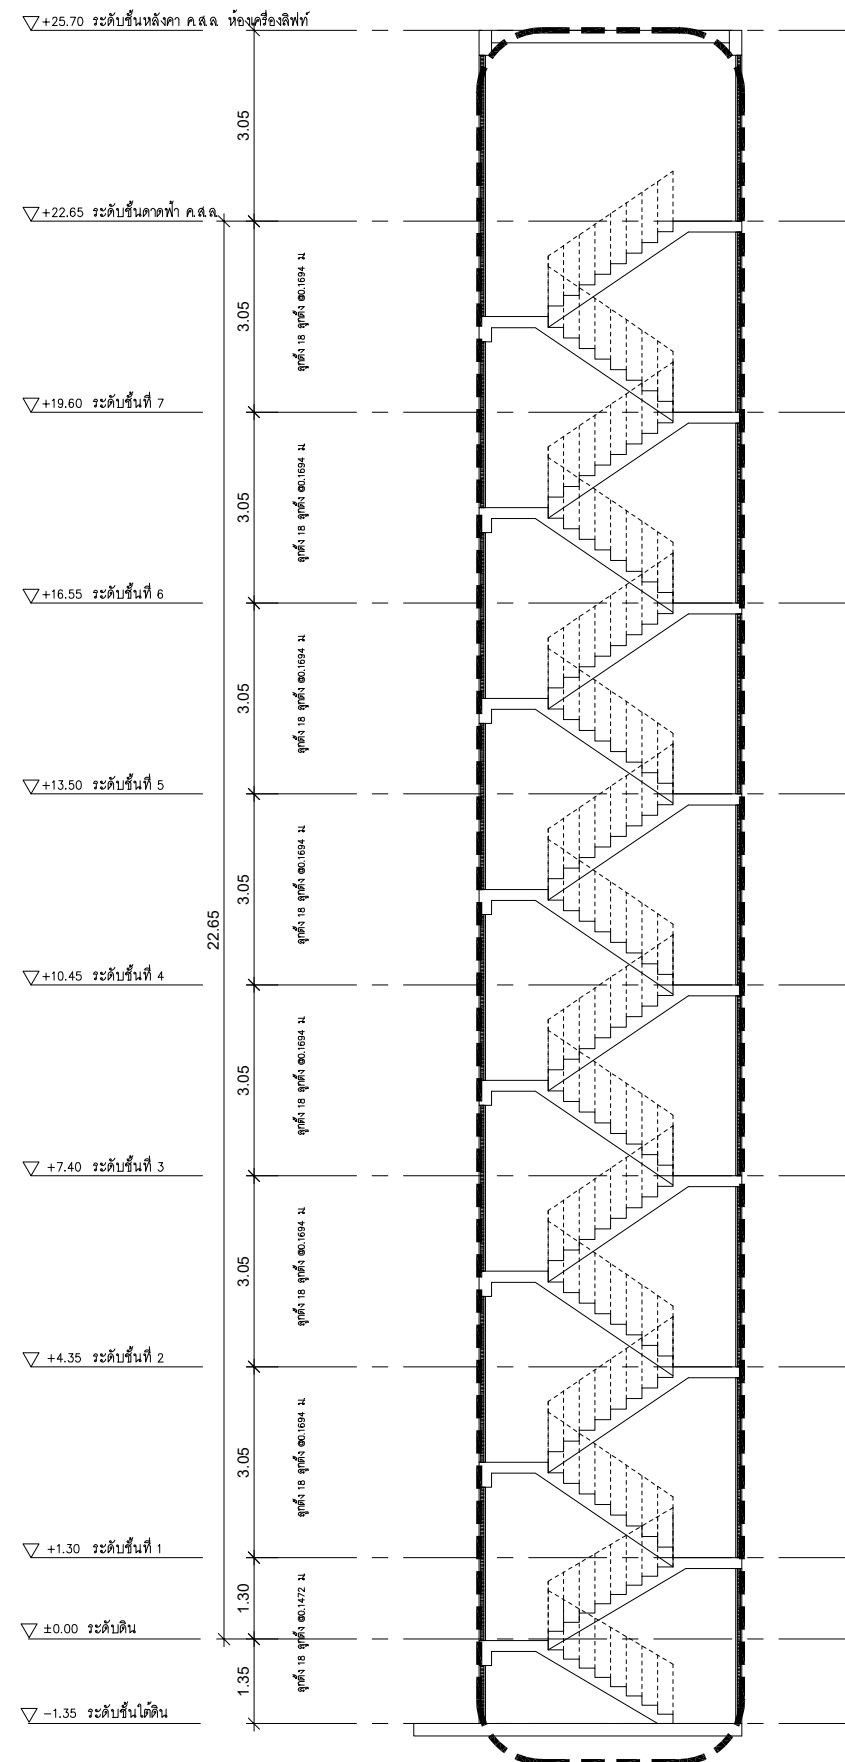 +25.70 ระดับชั้นหลังคา ค.ส.ล. ห้องเครื่องลิฟท์
3.05
+22.65 ระดับชั้นดาดฟ้า ค.ส.ล.
3.05
ลูกตั้ง 18 ลูกตั้ง @0.1694 ม.
+19.60 ระดับชั้นที่ 7
3.05
ลูกตั้ง 18 ลูกตั้ง @0.1694 ม.
+16.55 ระดับชั้นที่ 6
3.05
ลูกตั้ง 18 ลูกตั้ง @0.1694 ม.
+13.50 ระดับชั้นที่ 5
3.05
ลูกตั้ง 18 ลูกตั้ง @0.1694 ม.
22.65
+10.45 ระดับชั้นที่ 4
3.05
ลูกตั้ง 18 ลูกตั้ง @0.1694 ม.
+7.40 ระดับชั้นที่ 3
3.05
ลูกตั้ง 18 ลูกตั้ง @0.1694 ม.
+4.35 ระดับชั้นที่ 2
3.05
ลูกตั้ง 18 ลูกตั้ง @0.1694 ม.
+1.30 ระดับชั้นที่ 1
1.30
ลูกตั้ง 18 ลูกตั้ง @0.1472 ม.
±0.00 ระดับดิน
1.35
-1.35 ระดับชั้นใต้ดิน